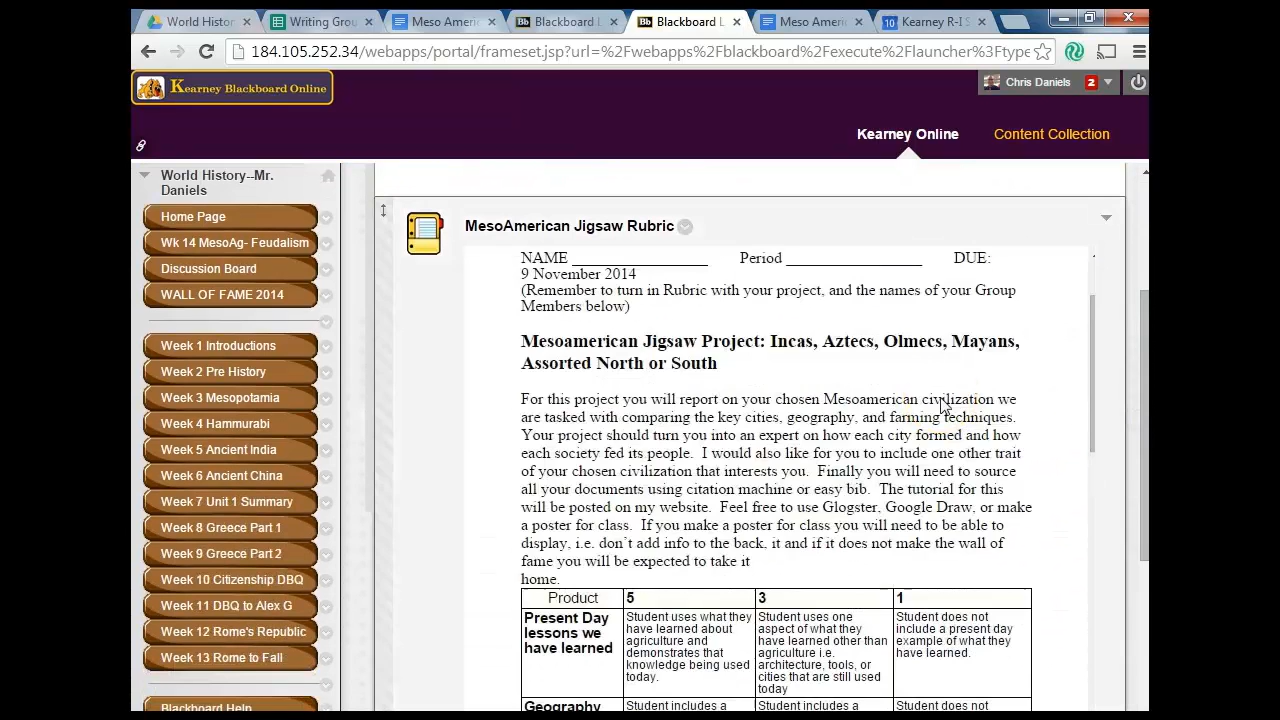 World Histor
Writing Grou
Meso Americ
Blackboard L
Blackboard L
Meso Ameri
Kearney R-I S
184.105.252.34/webapps/portal/frameset.jsp?url=%2Fwebapps%2Fblackboard%2Fexecute%2Flauncher%3Ftype
Kearney Blackboard Online
Chris Daniels 2
Kearney Online
Content Collection
World History--Mr.
Daniels
Home Page
Wk 14 MesoAg- Feudalism
Discussion Board
WALL OF FAME 2014
Week 1 Introductions
Week 2 Pre History
Week 3 Mesopotamia
Week 4 Hammurabi
Week 5 Ancient India
Week 6 Ancient China
Week 7 Unit 1 Summary
Week 8 Greece Part 1
Week 9 Greece Part 2
Week 10 Citizenship DBQ
Week 11 DBQ to Alex G
Week 12 Rome's Republic
Week 13 Rome to Fall
Blackboard Help
MesoAmerican Jigsaw Rubric
NAME _________________ Period _________________ DUE:
9 November 2014
(Remember to turn in Rubric with your project, and the names of your Group
Members below)
Mesoamerican Jigsaw Project: Incas, Aztecs, Olmecs, Mayans,
Assorted North or South
For this project you will report on your chosen Mesoamerican civilization we
are tasked with comparing the key cities, geography, and farming techniques.
Your project should turn you into an expert on how each city formed and how
each society fed its people. I would also like for you to include one other trait
of your chosen civilization that interests you. Finally you will need to source
all your documents using citation machine or easy bib. The tutorial for this
will be posted on my website. Feel free to use Glogster, Google Draw, or make
a poster for class. If you make a poster for class you will need to be able to
display, i.e. don't add info to the back, it and if it does not make the wall of
fame you will be expected to take it
home.
Product 5 3 1
Present Day
lessons we
have learned
Student uses what they
have learned about
agriculture and
demonstrates that
knowledge being used
today.
Student uses one
aspect of what they
have learned other than
agriculture i.e.
architecture, tools, or
cities that are still used
today
Student does not
include a present day
example of what they
have learned.
Geography
Student includes a
Student includes a
Student does not